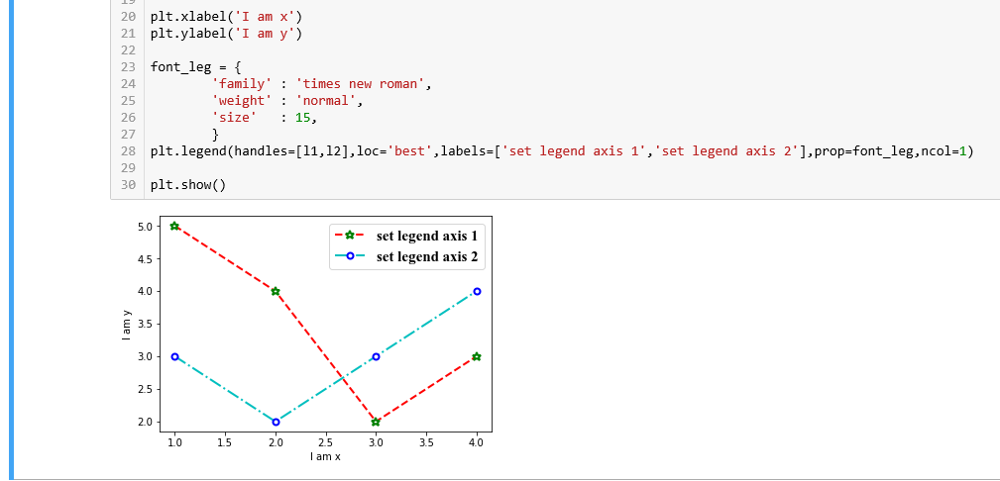 20 plt.xlabel('I am x')
21 plt.ylabel('I am y')
22
23 font_leg = {
24 'family' : 'times new roman',
25 'weight' : 'normal',
26 'size' : 15,
27 }
28 plt.legend(handles=[l1,l2],loc='best',labels=['set legend axis 1','set legend axis 2'],prop=font_leg,ncol=1)
29
30 plt.show()
set legend axis 1
set legend axis 2
5.0
4.5
4.0
3.5
3.0
2.5
2.0
I am y
1.0 1.5 2.0 2.5 3.0 3.5 4.0
I am x